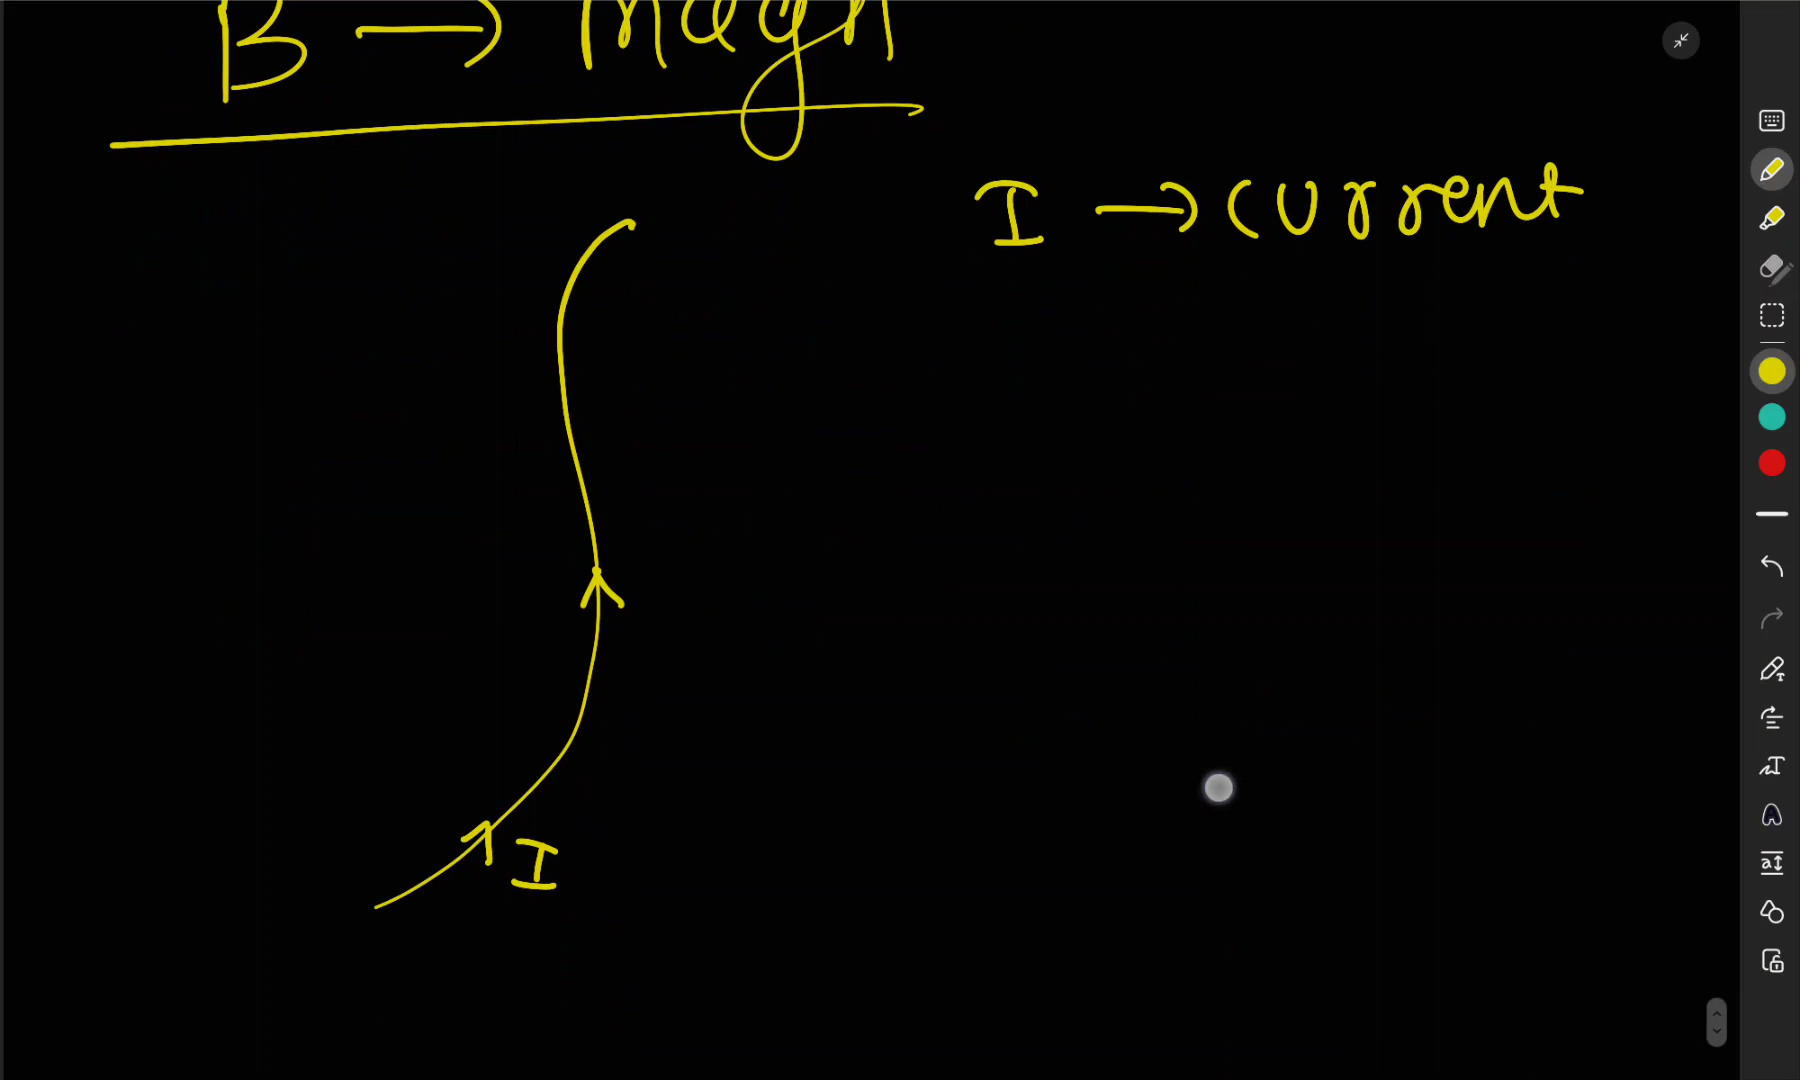 B → magn
I → current
I